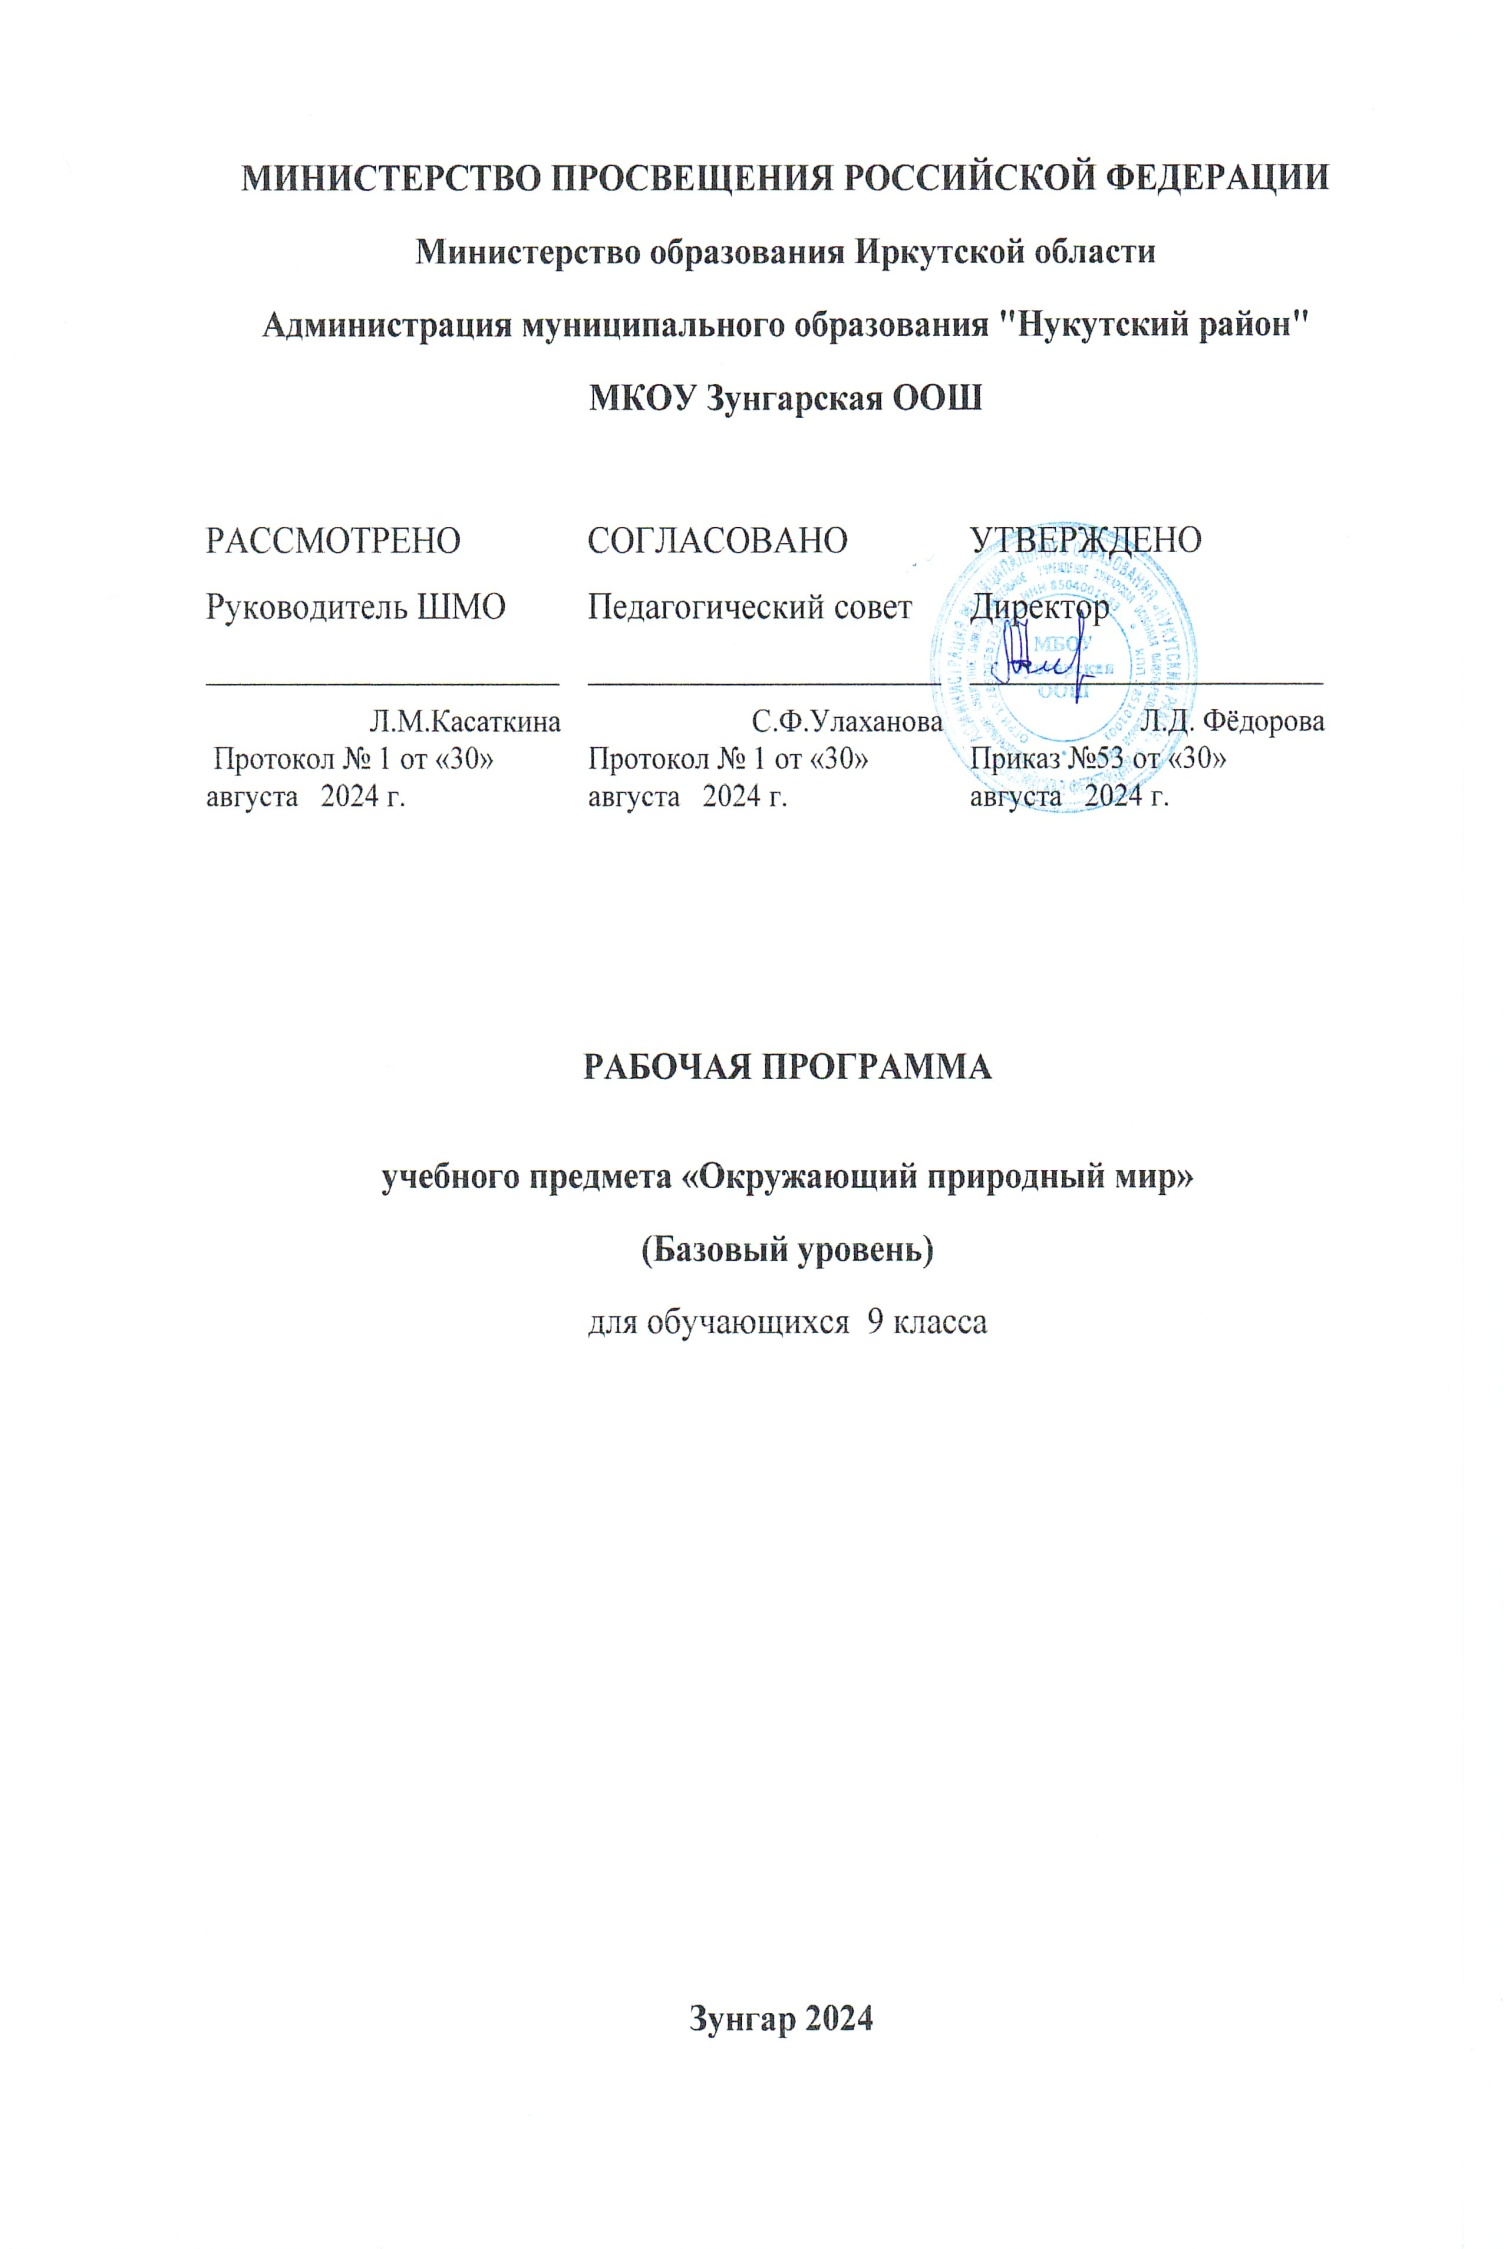 МИНИСТЕРСТВО ПРОСВЕЩЕНИЯ РОССИЙСКОЙ ФЕДЕРАЦИИ
Министерство образования Иркутской области
Администрация муниципального образования "Нукутский район"
МКОУ Зунгарская ООШ
РАССМОТРЕНО
Руководитель ШМО
Л.М.Касаткина
Протокол № 1 от «30»
августа 2024 г.
СОГЛАСОВАНО
Педагогический совет
С.Ф.Улаханова
Протокол № 1 от «30»
августа 2024 г.
УТВЕРЖДЕНО
Директор
МБОУ
ООШ
Л.Д. Фёдорова
Приказ №53 от «30»
августа 2024 г.
РАБОЧАЯ ПРОГРАММА
учебного предмета «Окружающий природный мир»
(Базовый уровень)
для обучающихся 9 класса
Зунгар 2024